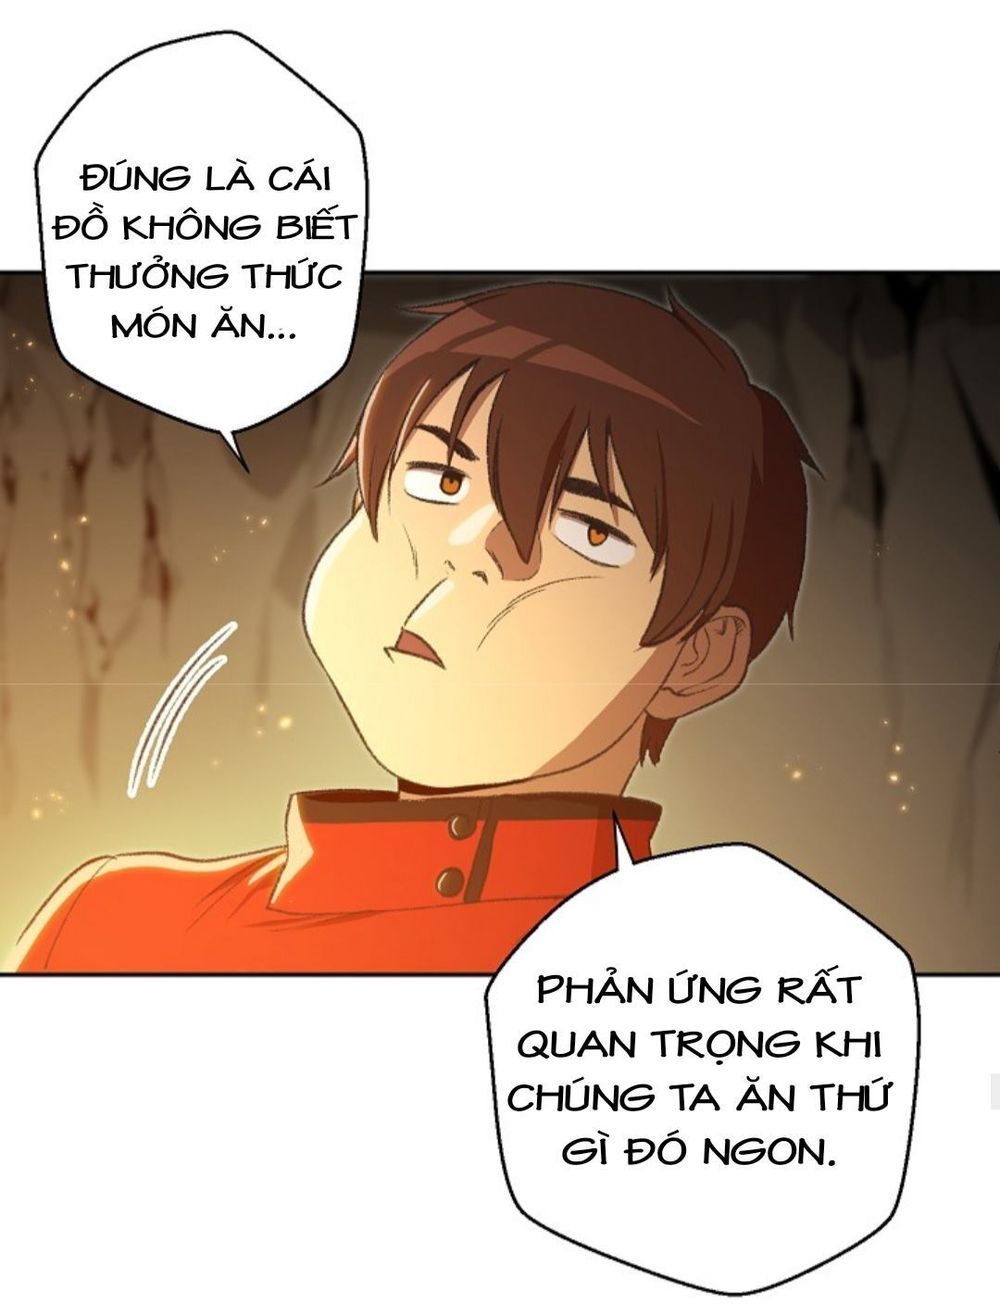 ĐÚNG LÀ CÁI
ĐỒ KHÔNG BIẾT
THƯỞNG THỨC
MÓN ĂN...
PHẢN ỨNG RẤT
QUAN TRỌNG KHI
CHÚNG TA ĂN THỨ
GÌ ĐÓ NGON.